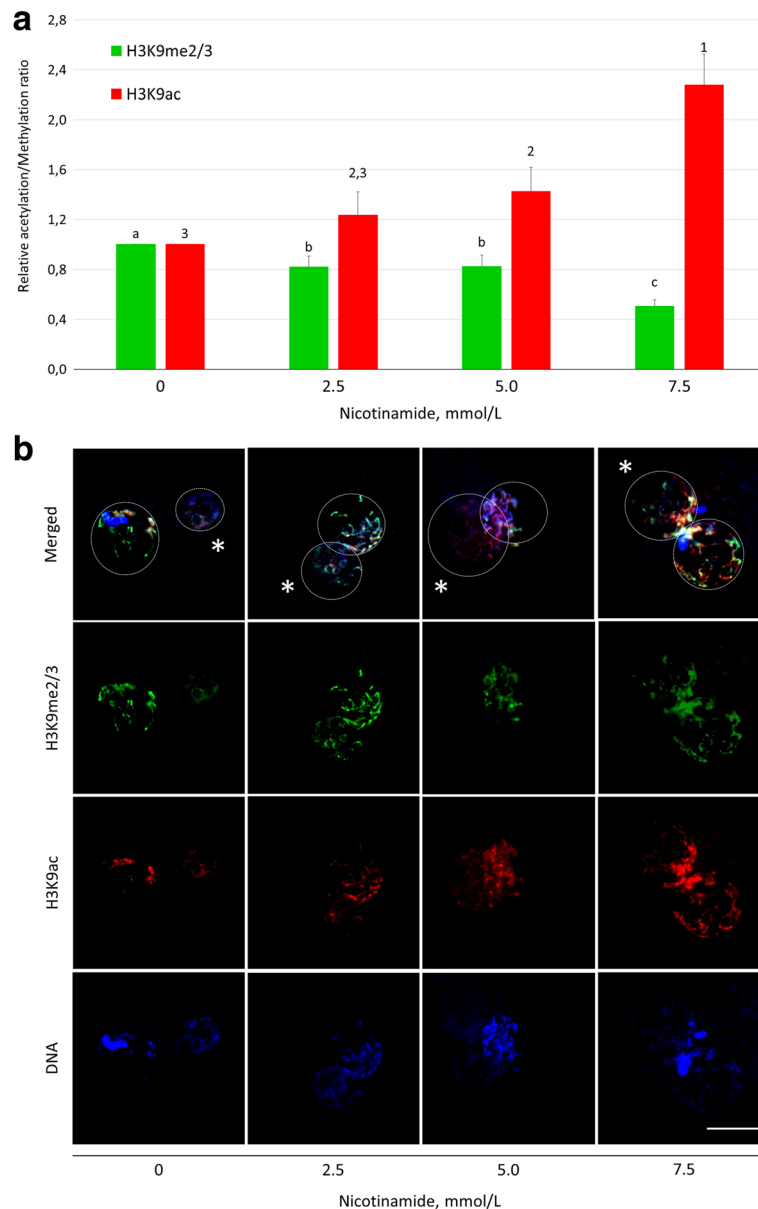 a
Relative acetylation/Methylation ratio
2,8
2,4
2,0
1,6
1,2
0,8
0,4
0,0
H3K9me2/3
H3K9ac
a
3
b
2,3
b
2
c
1
0 2.5 5.0 7.5
Nicotinamide, mmol/L
b
Merged
* * * *
H3K9me2/3
H3K9ac
DNA
0 2.5 5.0 7.5
Nicotinamide, mmol/L